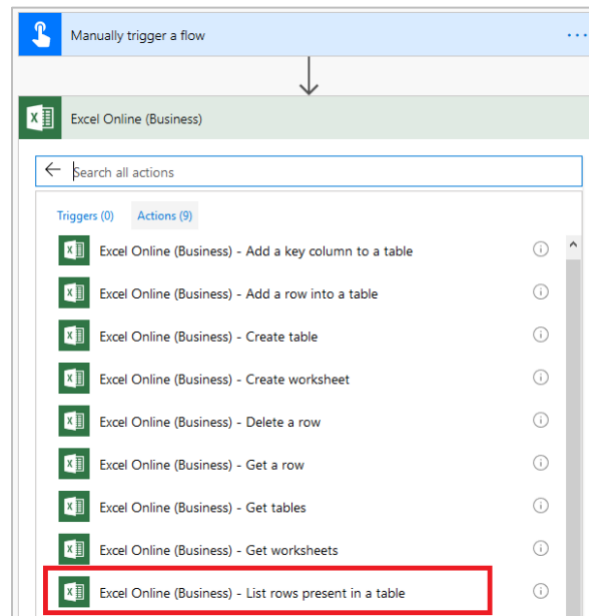 Manually trigger a flow
Excel Online (Business)
Search all actions
Triggers (0) Actions (9)
Excel Online (Business) - Add a key column to a table
Excel Online (Business) - Add a row into a table
Excel Online (Business) - Create table
Excel Online (Business) - Create worksheet
Excel Online (Business) - Delete a row
Excel Online (Business) - Get a row
Excel Online (Business) - Get tables
Excel Online (Business) - Get worksheets
Excel Online (Business) - List rows present in a table